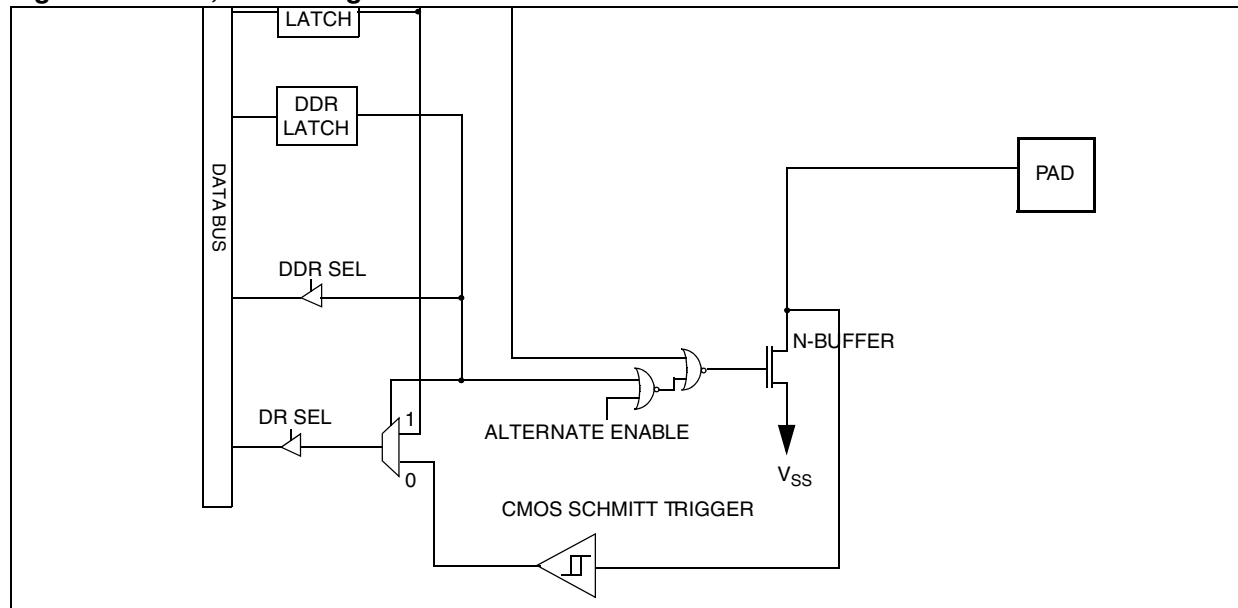 LATCH
DDR
LATCH
PAD
DATA BUS
DDR SEL
N-BUFFER
DR SEL
1
ALTERNATE ENABLE
0
VSS
CMOS SCHMITT TRIGGER